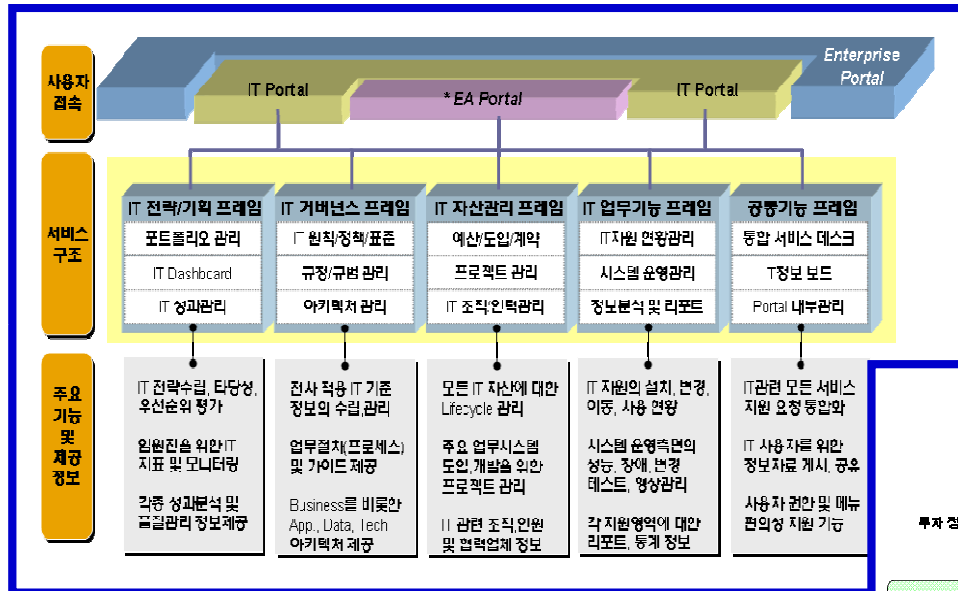 사용자
접속
IT Portal
* EA Portal
IT Portal
Enterprise
Portal
서비스
구조
IT 전략/기획 프레임
포트폴리오 관리
IT Dashboard
IT 성과관리
IT 거버넌스 프레임
IT 원칙/정책/표준
규정/규범 관리
아키텍처 관리
IT 자산관리 프레임
예산/도입/계약
프로젝트 관리
IT 조직/인력관리
IT 업무기능 프레임
IT자원 현황관리
시스템 운영관리
정보분석 및 리포트
공통기능 프레임
통합 서비스 데스크
IT정보 보드
Portal 내부관리
주요
기능
및
제공
정보
IT 전략수립, 타당성,
우선순위 평가
임원진을 위한 IT
지표 및 모니터링
각종 성과분석 및
품질관리 정보제공
전사 적용 IT 기준
정보의 수립,관리
업무절차(프로세스)
및 가이드 제공
Business를 비롯한
App., Data, Tech
아키텍처 제공
모든 IT 자산에 대한
Lifecycle 관리
주요 업무시스템
도입,개발을 위한
프로젝트 관리
IT 관련 조직,인원
및 협력업체 정보
IT 자원의 설치, 변경,
이동, 사용 현황
시스템 운영측면의
성능, 장애, 변경
테스트, 형상관리
각 지원영역에 대한
리포트, 통계 정보
IT관련 모든 서비스
지원 요청 통합화
IT 사용자를 위한
정보자료 게시, 공유
사용자 권한 및 메뉴
편의성 지원 기능
투자